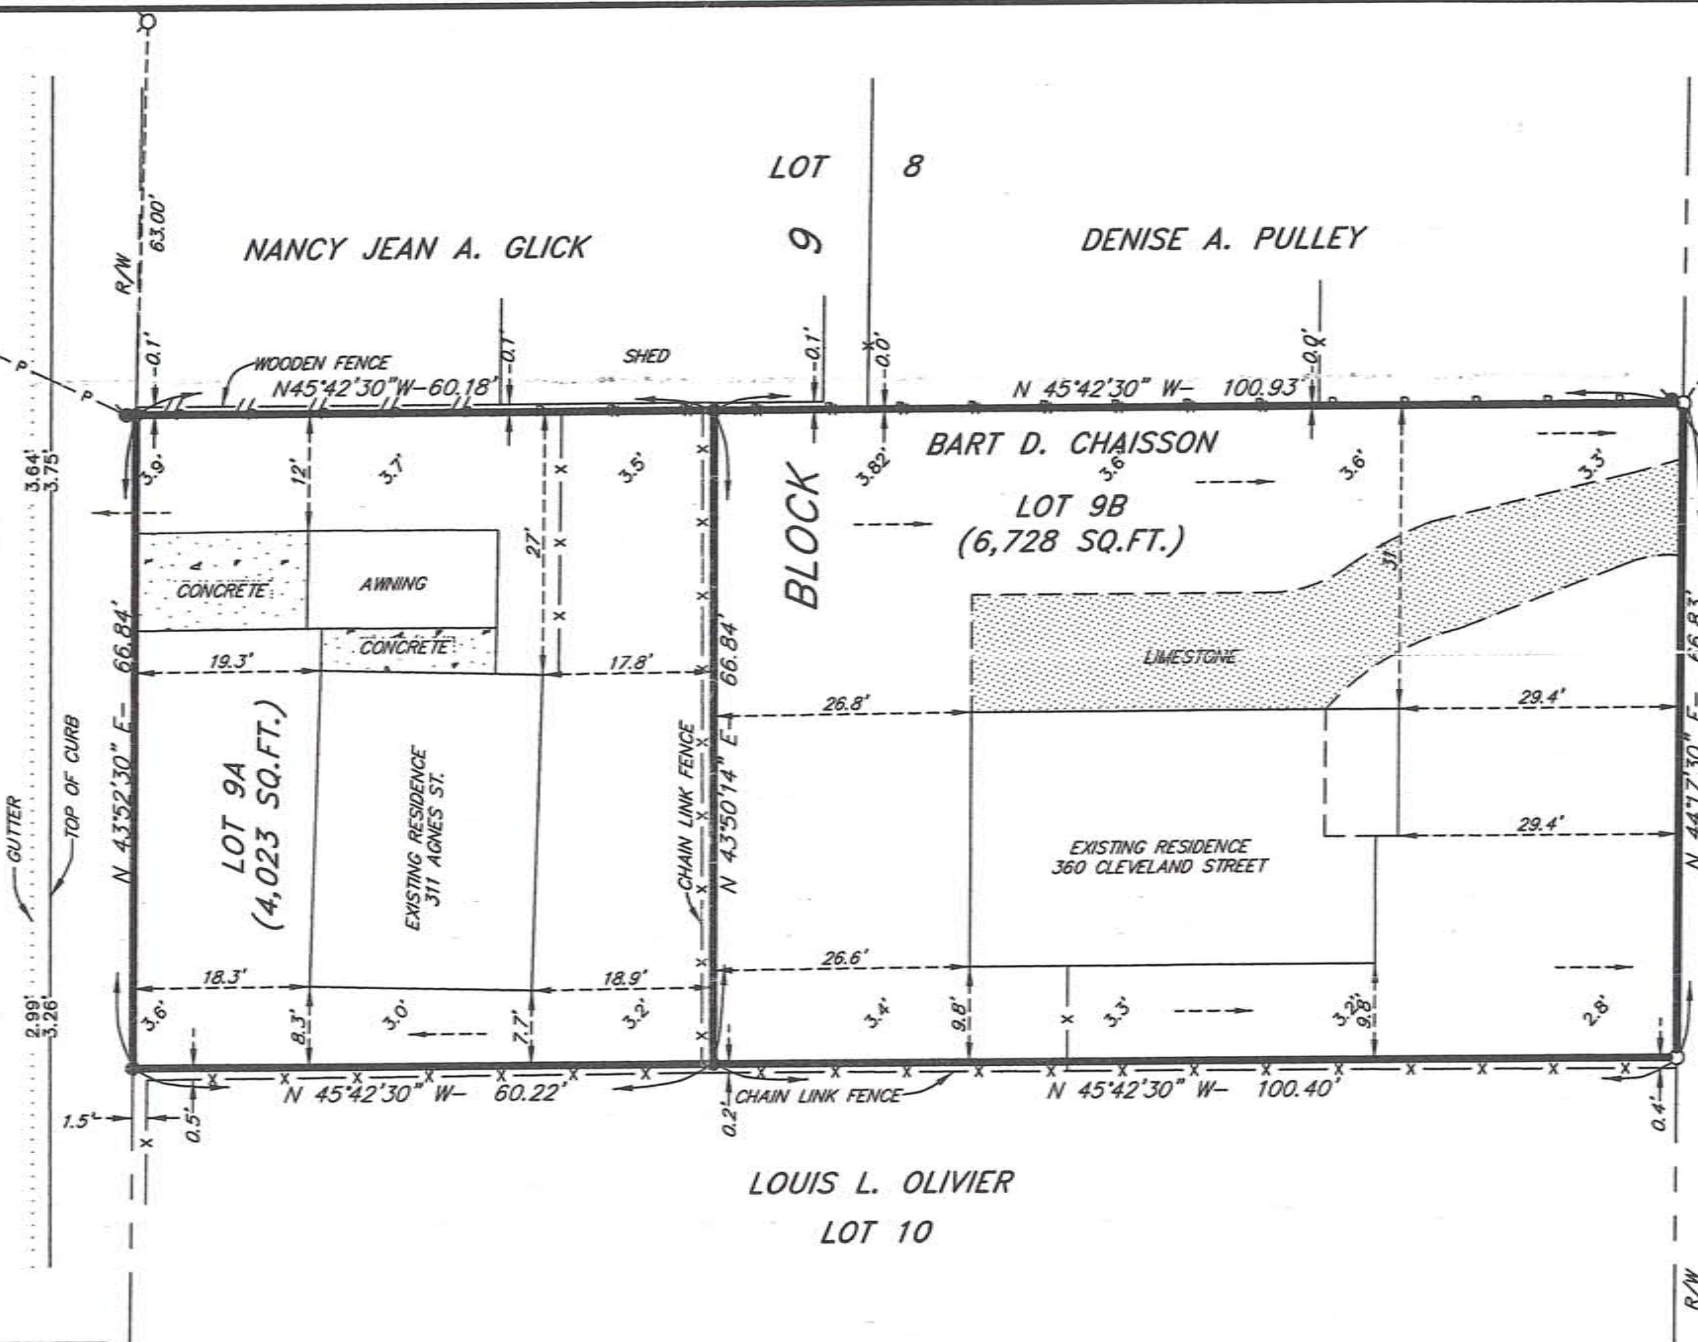 LOT 8
63.00'
R/W
NANCY JEAN A. GLICK
9
DENISE A. PULLEY
0.1'
0.1'
0.1'
0.0'
0.0'
WOODEN FENCE
SHED
P
P
N45°42'30"W-60.18'
N 45°42'30" W- 100.93'
BART D. CHAISSON
3.64'
3.75'
3.9'
12'
3.7'
3.5'
3.82'
3.6'
3.6'
3.3'
LOT 9B
(6,728 SQ.FT.)
BLOCK
27'
31'
CONCRETE
AWNING
CONCRETE
LIMESTONE
19.3'
17.8'
26.8'
29.4'
N 43°52'30" E- 66.84'
N 43°50'14" E- 66.84'
N 44°17'30" E- 66.83'
GUTTER
TOP OF CURB
LOT 9A
(4,023 SQ.FT.)
EXISTING RESIDENCE
311 AGNES ST.
CHAIN LINK FENCE
29.4'
EXISTING RESIDENCE
360 CLEVELAND STREET
18.3'
18.9'
26.6'
2.99'
3.26'
3.6'
8.3'
3.0'
7.7'
3.2'
3.4'
9.8'
3.3'
3.2'
9.8'
2.8'
N 45°42'30" W- 60.22'
CHAIN LINK FENCE
N 45°42'30" W- 100.40'
1.5'
0.5'
0.2'
0.4'
LOUIS L. OLIVIER
LOT 10
R/W